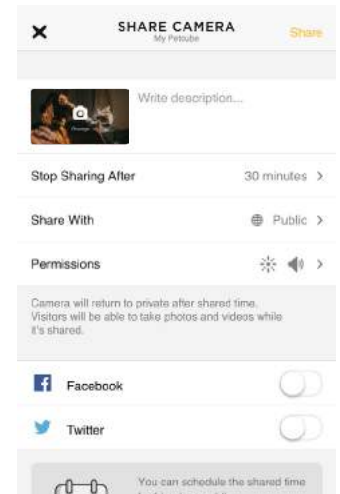 SHARE CAMERA
My Petcube
Share
Write description...
Stop Sharing After
30 minutes
Share With
Public
Permissions
Camera will return to private after shared time.
Visitors will be able to take photos and videos while
it's shared.
Facebook
Twitter
You can schedule the shared time